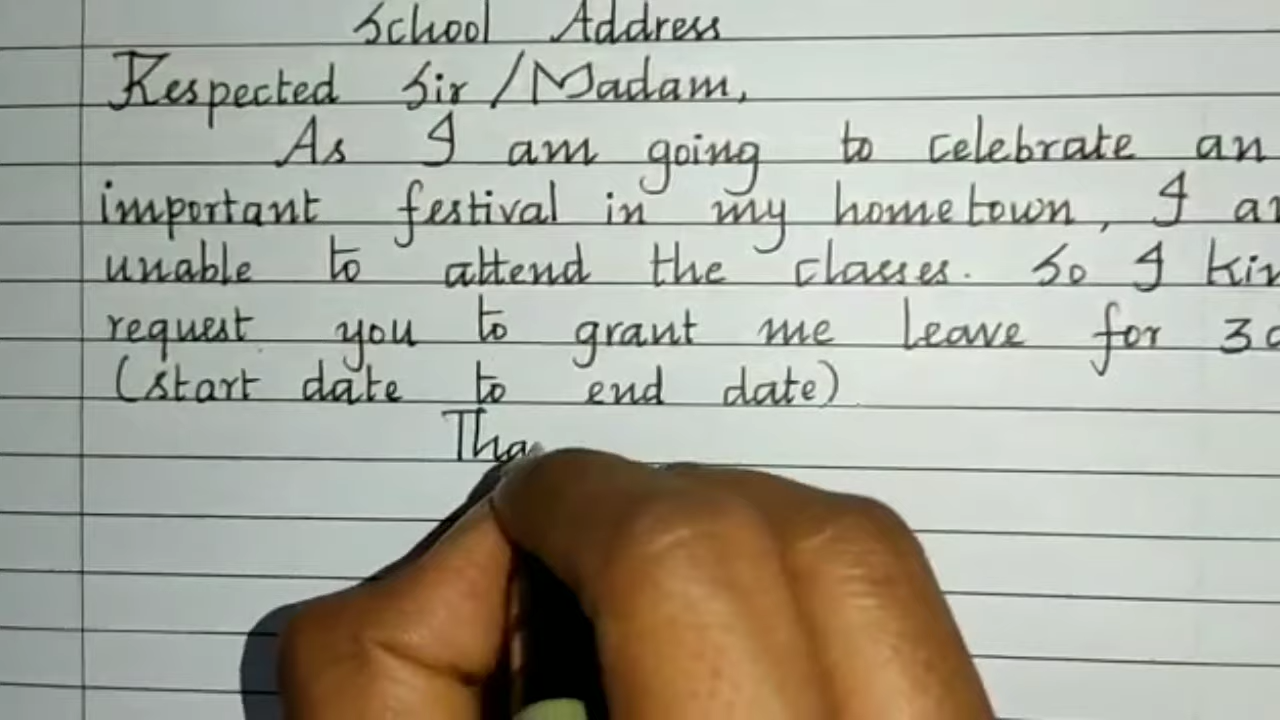 School Address
Respected Sir/Madam,
As I am going to celebrate an
important festival in my hometown, I
unable to attend the classes. So I
request you to grant me leave for 3
(start date to end date)